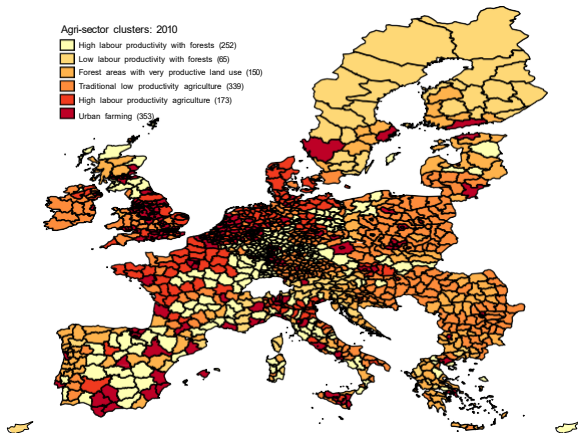 Agri-sector clusters: 2010
High labour productivity with forests (252)
Low labour productivity with forests (65)
Forest areas with very productive land use (150)
Traditional low productivity agriculture (339)
High labour productivity agriculture (173)
Urban farming (353)